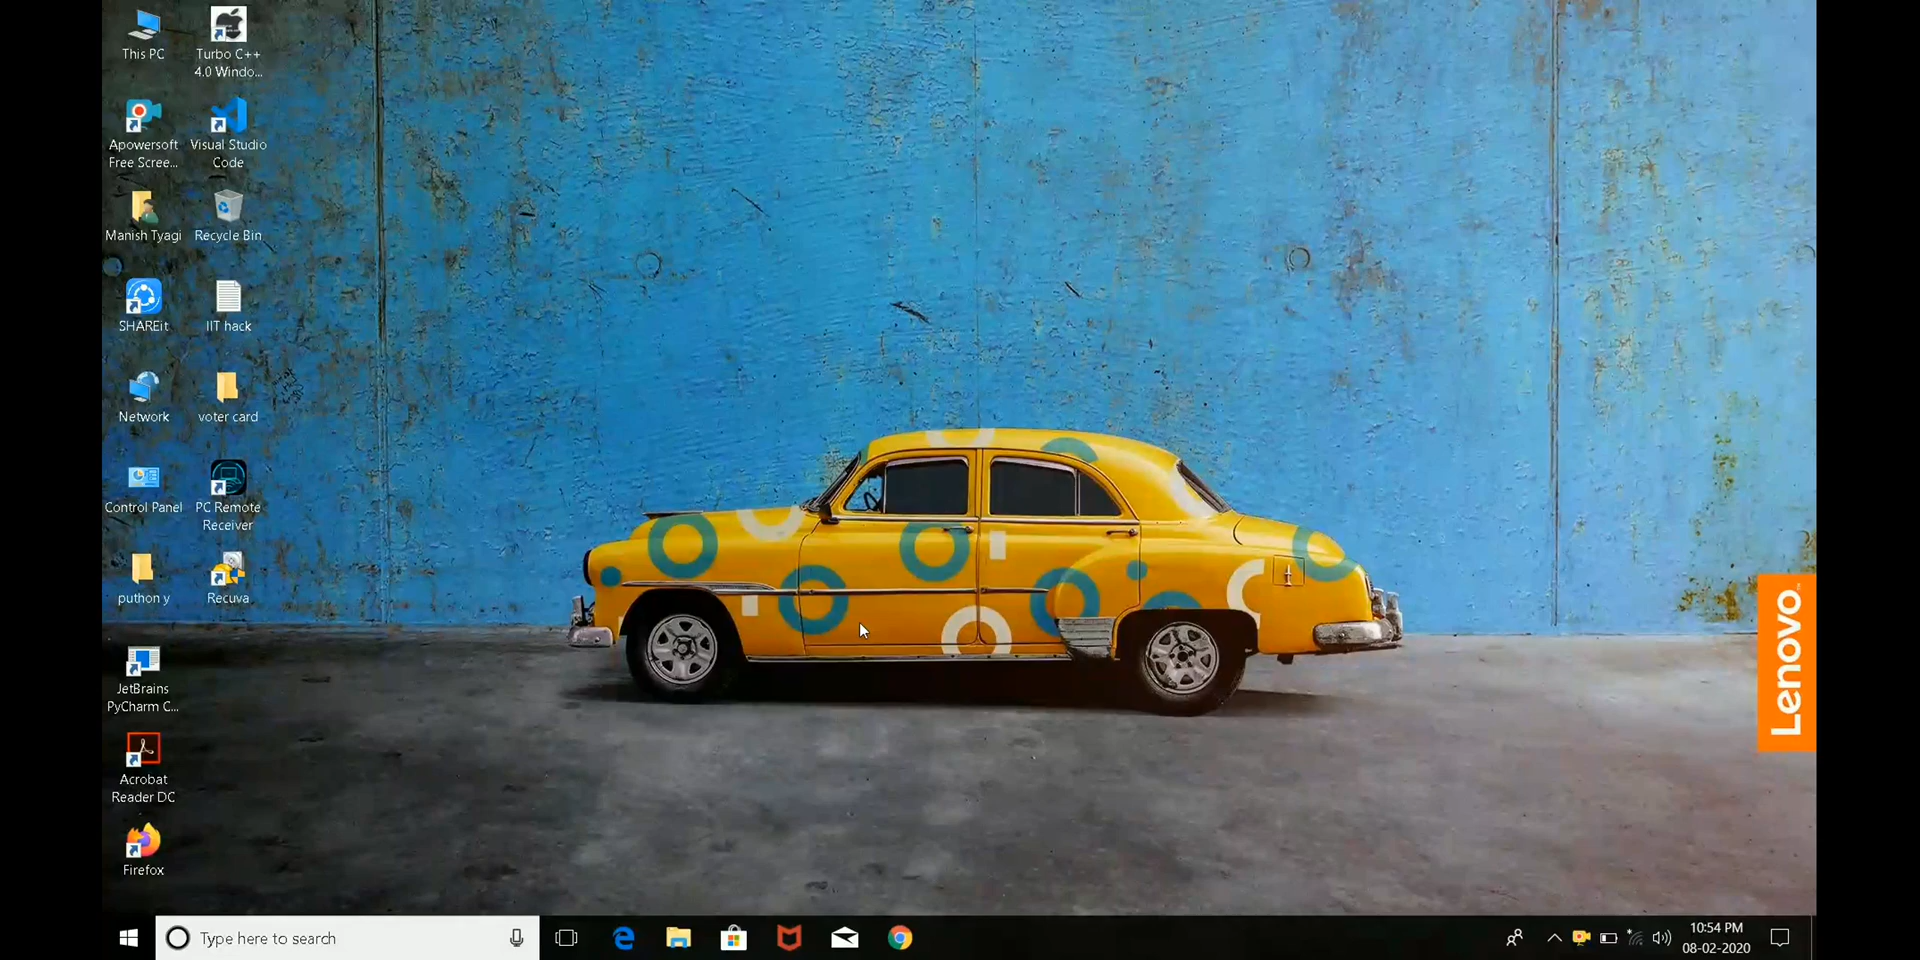 This PC
Turbo C++
4.0 Windo...
Apowersoft
Free Scree...
Visual Studio
Code
Manish Tyagi
Recycle Bin
SHAREit
IIT hack
Network
voter card
Control Panel
PC Remote
Receiver
puthon y
Recuva
JetBrains
PyCharm C...
Acrobat
Reader DC
Firefox
Lenovo
Type here to search
10:54 PM
08-02-2020